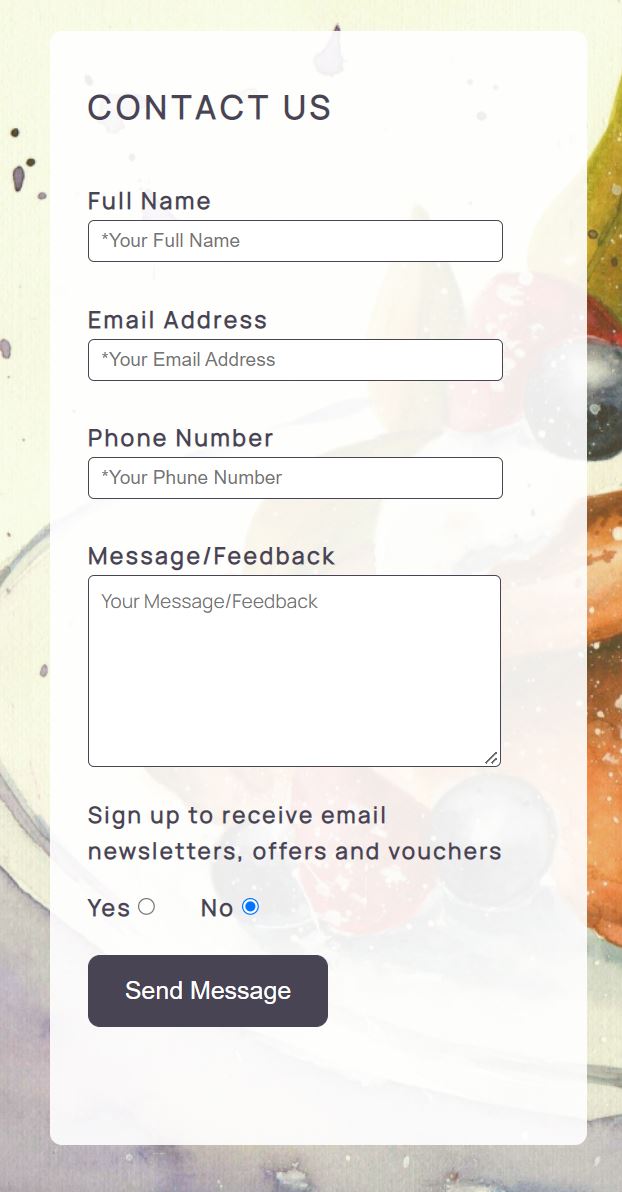 CONTACT US
Full Name
*Your Full Name
Email Address
*Your Email Address
Phone Number
*Your Phune Number
Message/Feedback
Your Message/Feedback
Sign up to receive email
newsletters, offers and vouchers
Yes No
Send Message